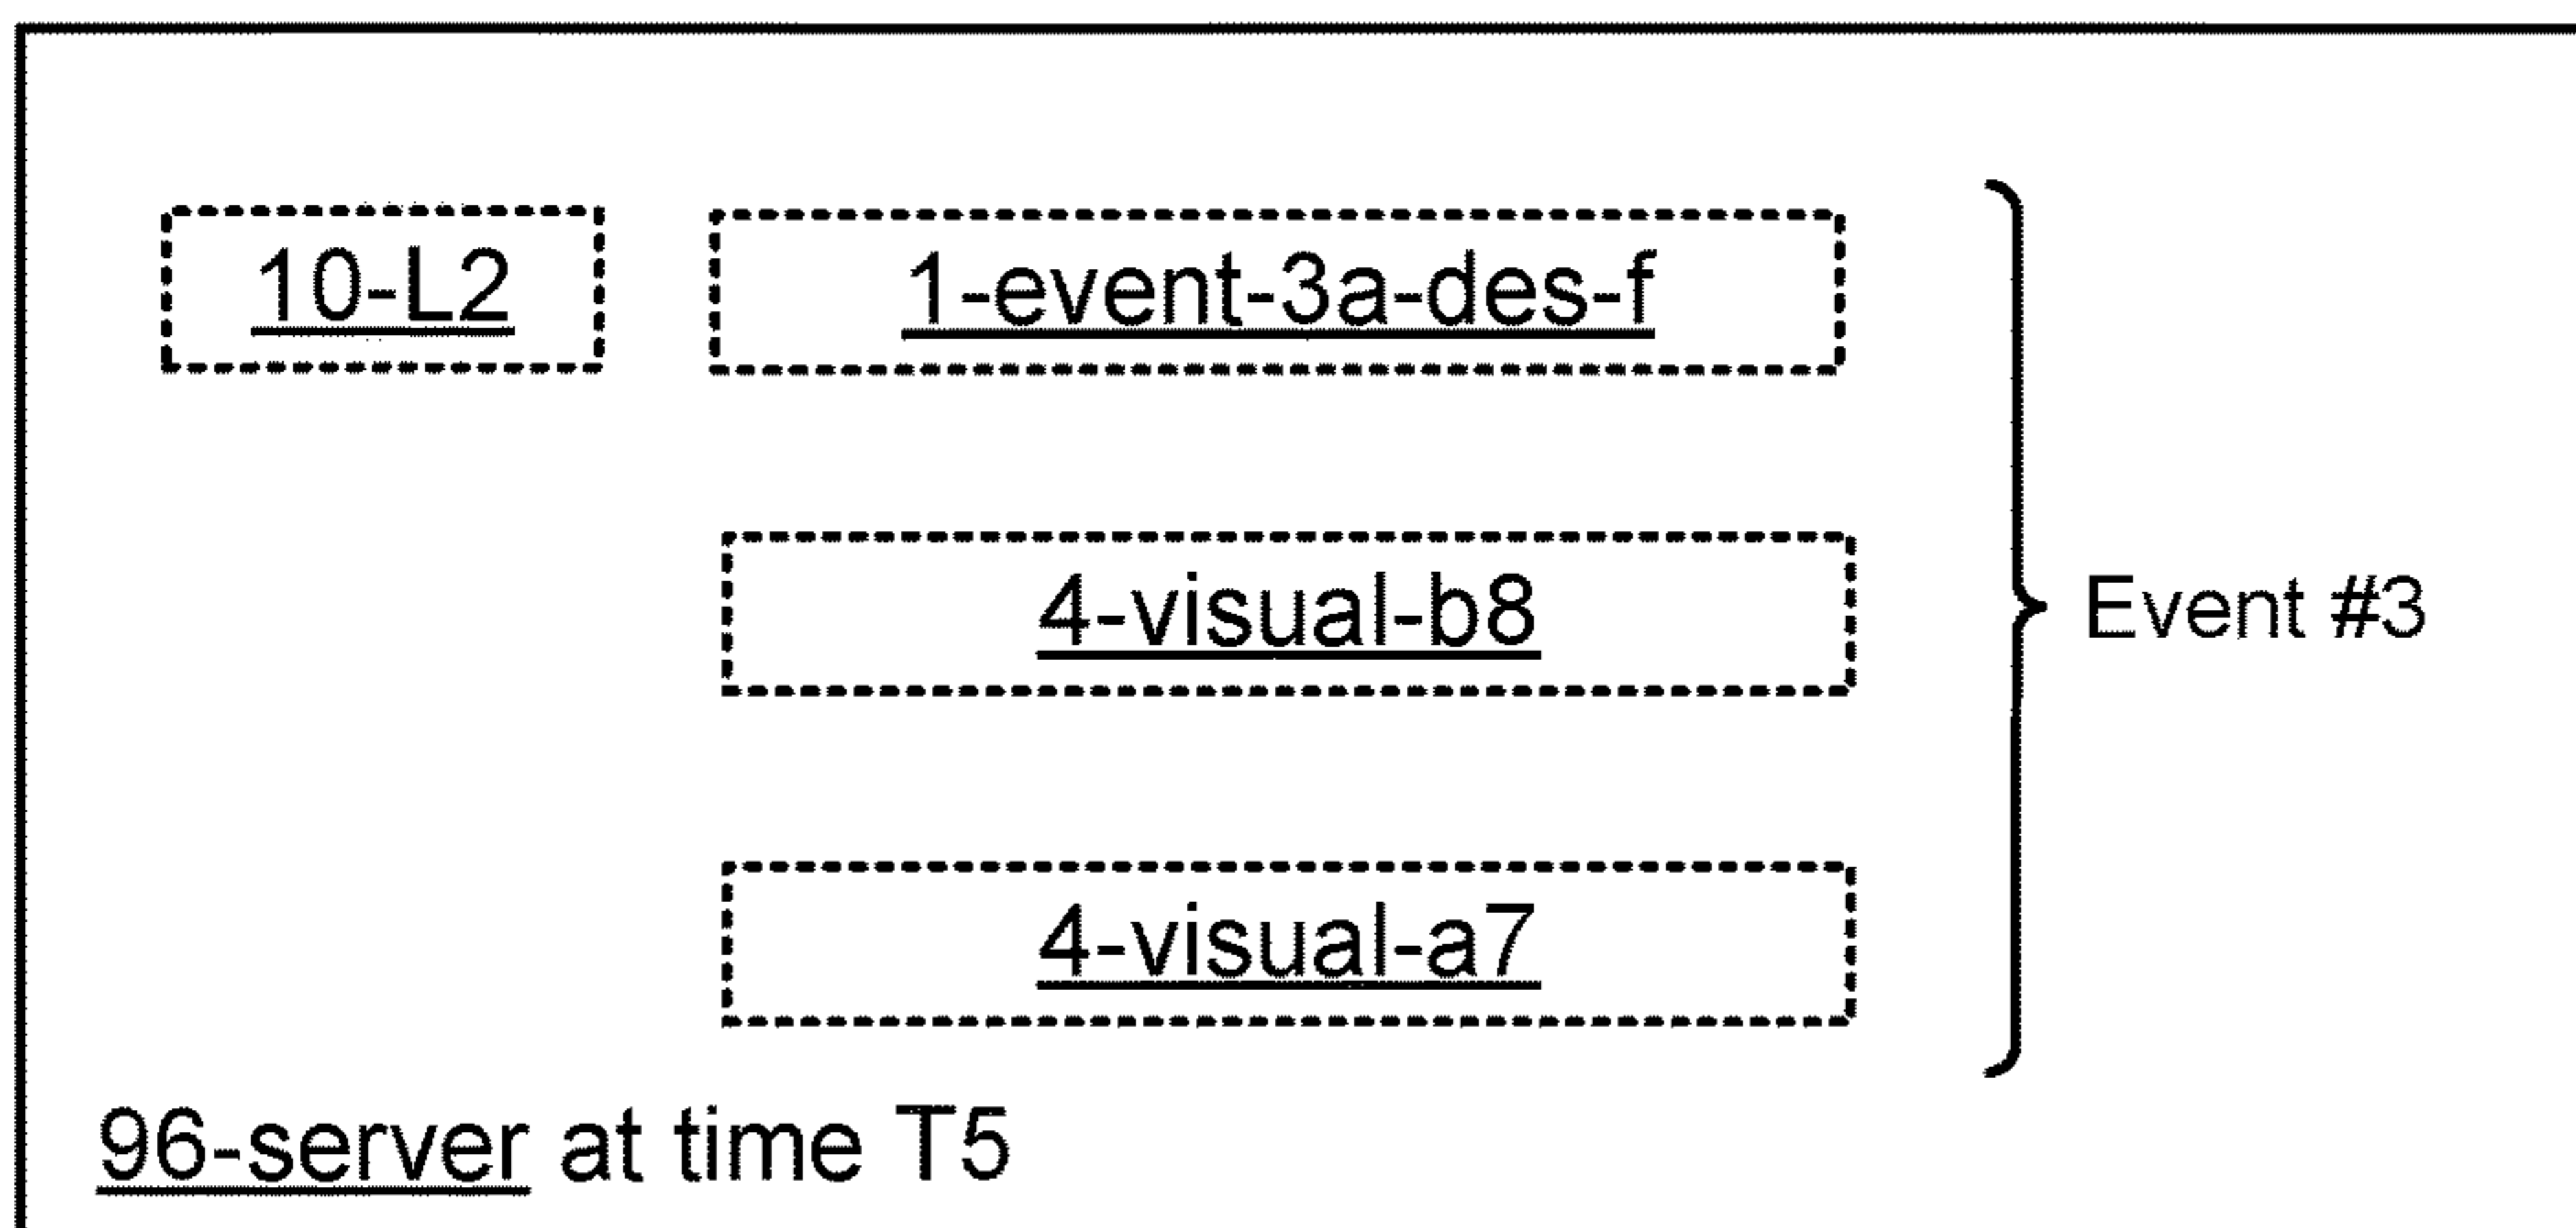 10-L2 1-event-3a-des-f
4-visual-b8
Event #3
4-visual-a7
96-server at time T5